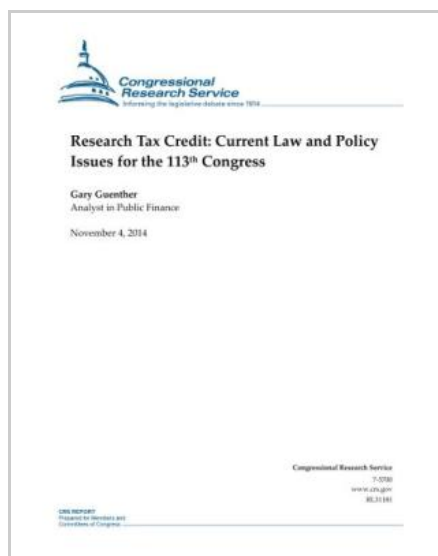 Congressional
Research Service
Informing the legislative debate since 1914
Research Tax Credit: Current Law and Policy
Issues for the 113th Congress
Gary Guenther
Analyst in Public Finance
November 4, 2014
Congressional Research Service
7-5700
www.crs.gov
RL31181
CRS REPORT
Prepared for Members and
Committees of Congress